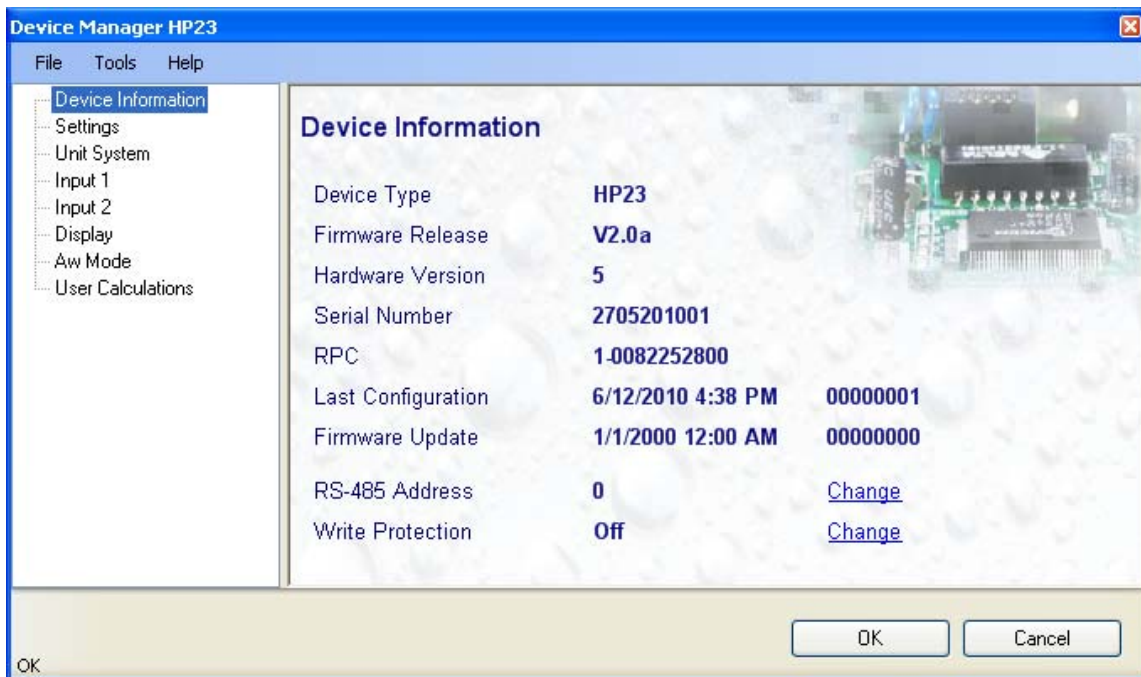 Device Manager HP23
File Tools Help
Device Information
Settings
Unit System
Input 1
Input 2
Display
Aw Mode
User Calculations
Device Information
Device Type HP23
Firmware Release V2.0a
Hardware Version 5
Serial Number 2705201001
RPC 1-0082252800
Last Configuration 6/12/2010 4:38 PM 00000001
Firmware Update 1/1/2000 12:00 AM 00000000
RS-485 Address 0 Change
Write Protection Off Change
OK Cancel
OK